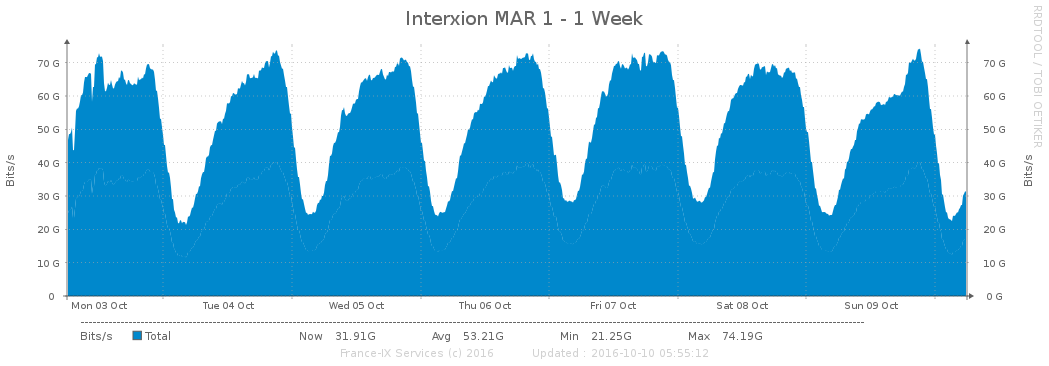 Interxion MAR 1 - 1 Week
RRDTOOL / TOBI OETIKER
Bits/s
70 G 70 G
60 G 60 G
50 G 50 G
40 G 40 G
30 G 30 G
20 G 20 G
10 G 10 G
0 0 G
Bits/s
Mon 03 Oct Tue 04 Oct Wed 05 Oct Thu 06 Oct Fri 07 Oct Sat 08 Oct Sun 09 Oct
Bits/s Total Now 31.91G Avg 53.21G Min 21.25G Max 74.19G
France-IX Services (c) 2016 Updated : 2016-10-10 05:55:12